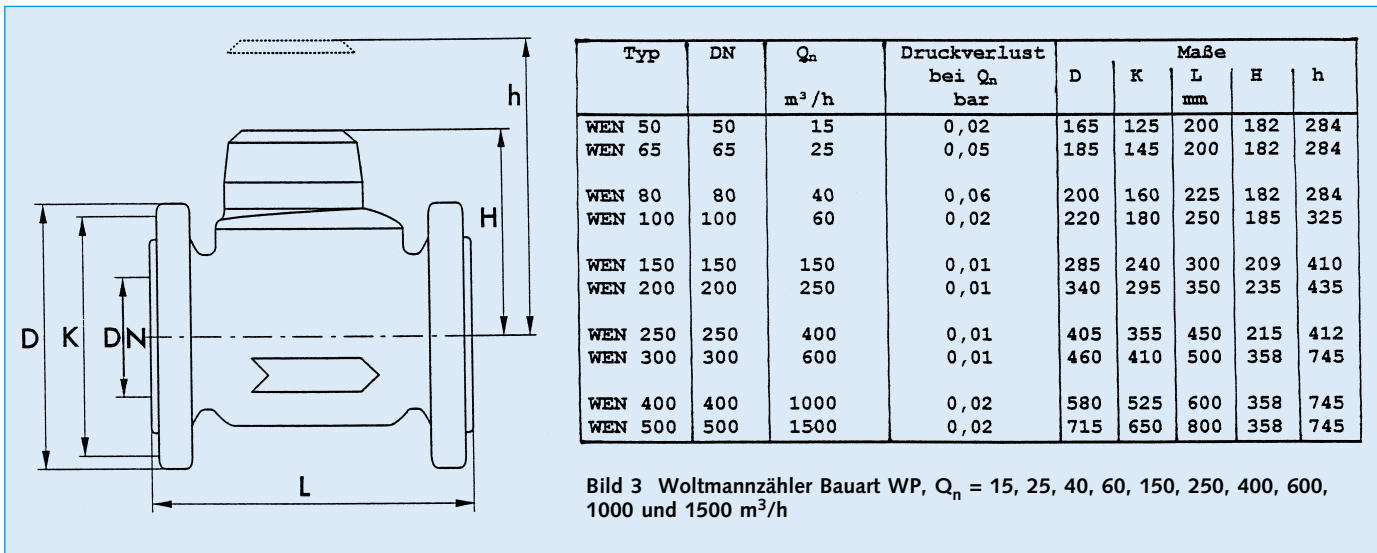 h
H
D K DN
L
Typ DN Qn Druckverlust Maße
bei Qn D K L H h
m³/h bar mm
WEN 50 50 15 0,02 165 125 200 182 284
WEN 65 65 25 0,05 185 145 200 182 284
WEN 80 80 40 0,06 200 160 225 182 284
WEN 100 100 60 0,02 220 180 250 185 325
WEN 150 150 150 0,01 285 240 300 209 410
WEN 200 200 250 0,01 340 295 350 235 435
WEN 250 250 400 0,01 405 355 450 215 412
WEN 300 300 600 0,01 460 410 500 358 745
WEN 400 400 1000 0,02 580 525 600 358 745
WEN 500 500 1500 0,02 715 650 800 358 745
Bild 3 Woltmannzähler Bauart WP, Qn = 15, 25, 40, 60, 150, 250, 400, 600,
1000 und 1500 m³/h